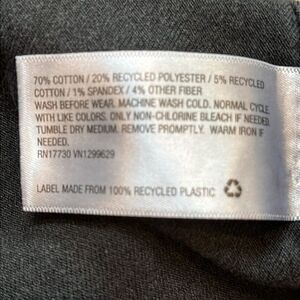 70% COTTON / 20% RECYCLED POLYESTER / 5% RECYCLED
COTTON / 1% SPANDEX / 4% OTHER FIBER
WASH BEFORE WEAR. MACHINE WASH COLD. NORMAL CYCLE
WITH LIKE COLORS. ONLY NON-CHLORINE BLEACH IF NEEDED.
TUMBLE DRY MEDIUM. REMOVE PROMPTLY. WARM IRON IF
NEEDED.
RN17730 VN1299629
LABEL MADE FROM 100% RECYCLED PLASTIC